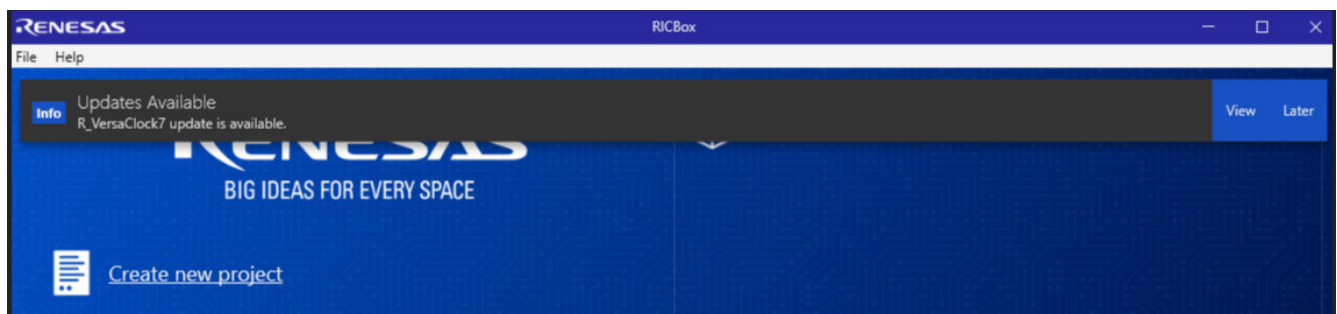 RENESAS
RICBox
File Help
Info
Updates Available
R_VersaClock7 update is available.
View Later
RENESAS
BIG IDEAS FOR EVERY SPACE
Create new project